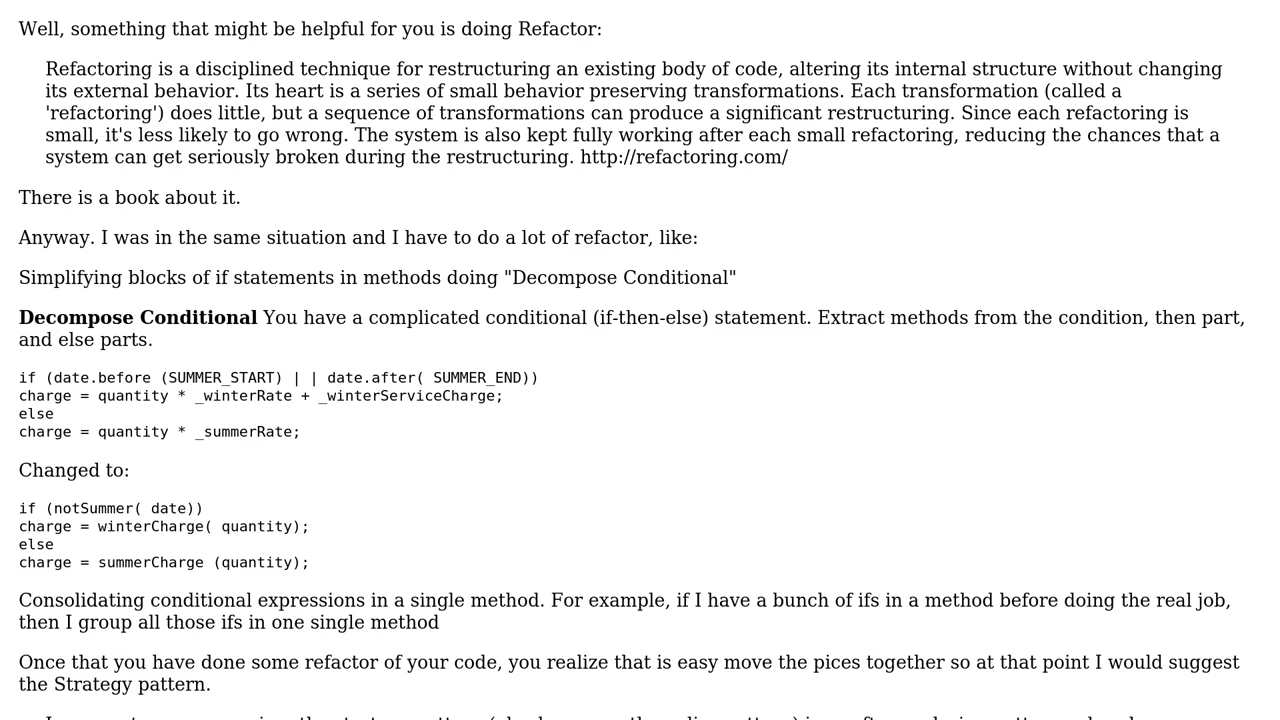 Well, something that might be helpful for you is doing Refactor:
Refactoring is a disciplined technique for restructuring an existing body of code, altering its internal structure without changing
its external behavior. Its heart is a series of small behavior preserving transformations. Each transformation (called a
'refactoring') does little, but a sequence of transformations can produce a significant restructuring. Since each refactoring is
small, it's less likely to go wrong. The system is also kept fully working after each small refactoring, reducing the chances that a
system can get seriously broken during the restructuring. http://refactoring.com/
There is a book about it.
Anyway. I was in the same situation and I have to do a lot of refactor, like:
Simplifying blocks of if statements in methods doing "Decompose Conditional"
Decompose Conditional You have a complicated conditional (if-then-else) statement. Extract methods from the condition, then part,
and else parts.
if (date.before (SUMMER_START) | | date.after( SUMMER_END))
charge = quantity * _winterRate + _winterServiceCharge;
else
charge = quantity * _summerRate;
Changed to:
if (notSummer( date))
charge = winterCharge( quantity);
else
charge = summerCharge (quantity);
Consolidating conditional expressions in a single method. For example, if I have a bunch of ifs in a method before doing the real job,
then I group all those ifs in one single method
Once that you have done some refactor of your code, you realize that is easy move the pices together so at that point I would suggest
the Strategy pattern.